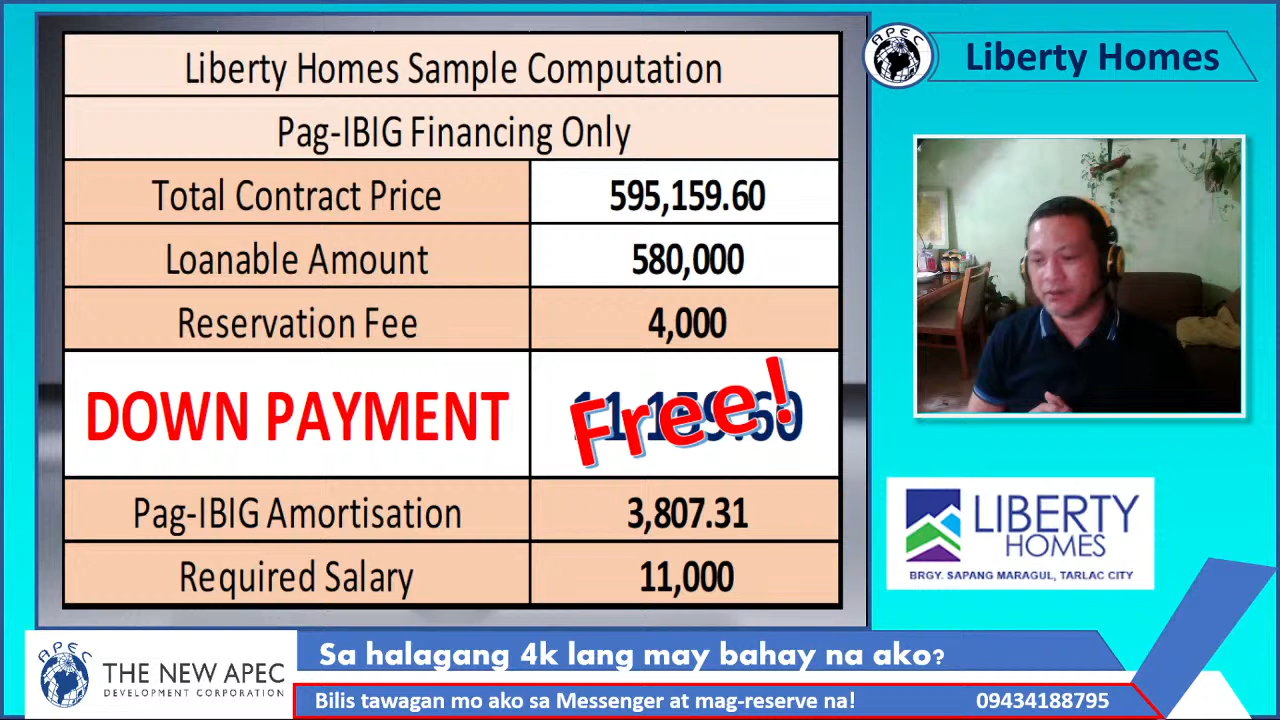 Liberty Homes Sample Computation
Pag-IBIG Financing Only
Total Contract Price 595,159.60
Loanable Amount 580,000
Reservation Fee 4,000
DOWN PAYMENT 11,159.60
Free!
Pag-IBIG Amortisation 3,807.31
Required Salary 11,000
APEC
Liberty Homes
LIBERTY
HOMES
BRGY. SAPANG MARAGUL, TARLAC CITY
APEC
THE NEW APEC
DEVELOPMENT CORPORATION
Sa halagang 4k lang may bahay na ako?
Bilis tawagan mo ako sa Messenger at mag-reserve na! 09434188795